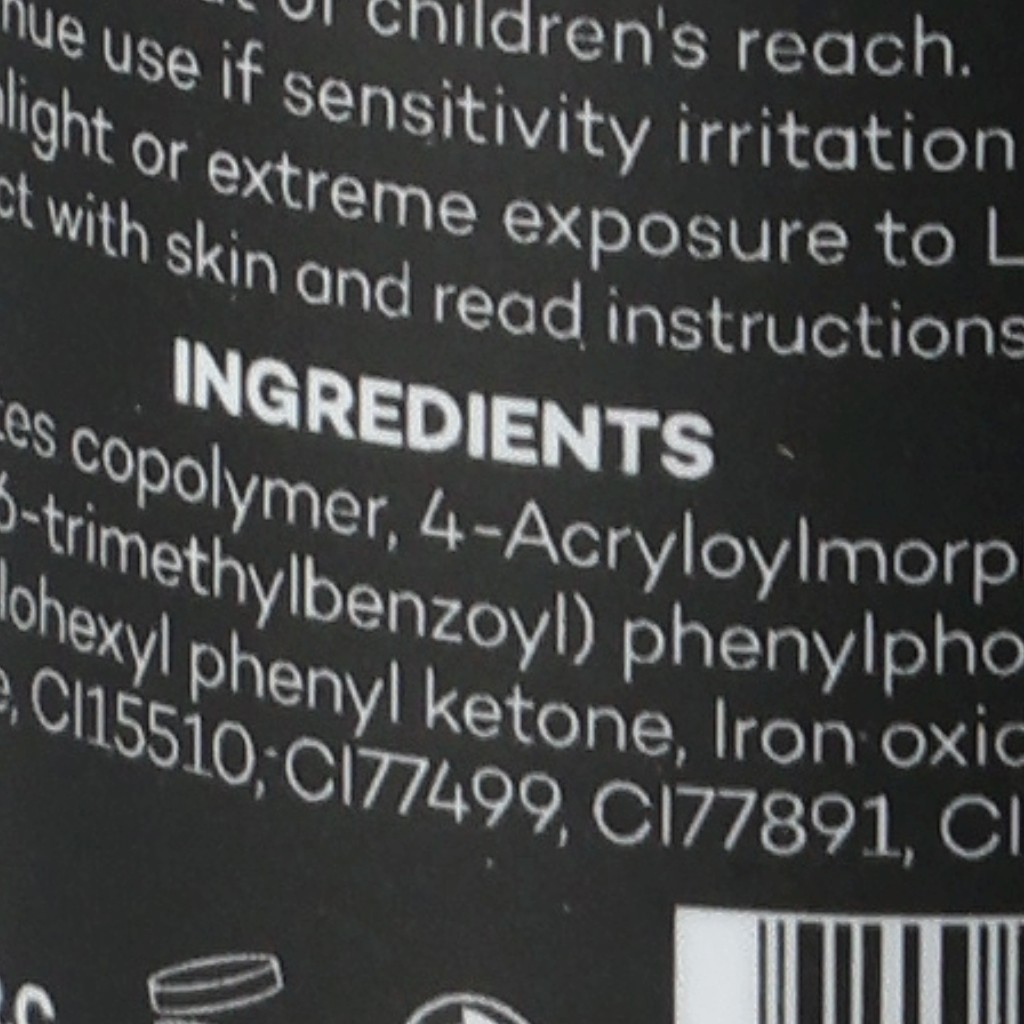 of children's reach.
nue use if sensitivity irritation
light or extreme exposure to L
ct with skin and read instructions
INGREDIENTS
tes copolymer, 4-Acryloylmorp
6-trimethylbenzoyl) phenylpho
lohexyl phenyl ketone, Iron oxid
e, CI15510, CI77499, CI77891, CI